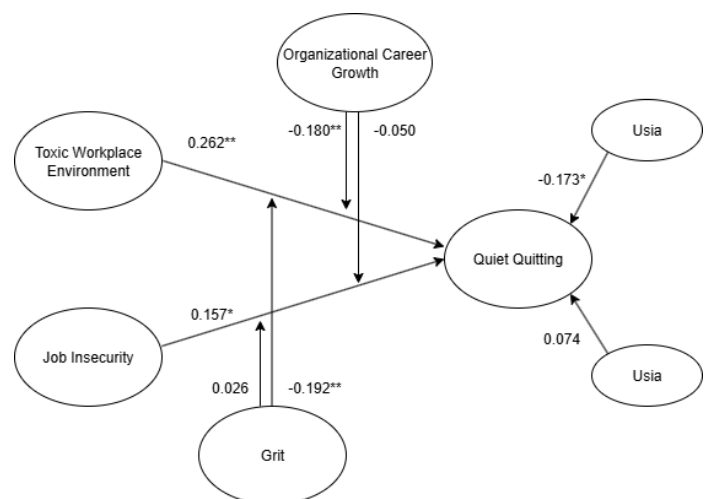 Organizational Career
Growth
0.262**
-0.180**
-0.050
Toxic Workplace
Environment
Usia
-0.173*
Quiet Quitting
0.157*
Job Insecurity
0.074
Usia
0.026
-0.192**
Grit